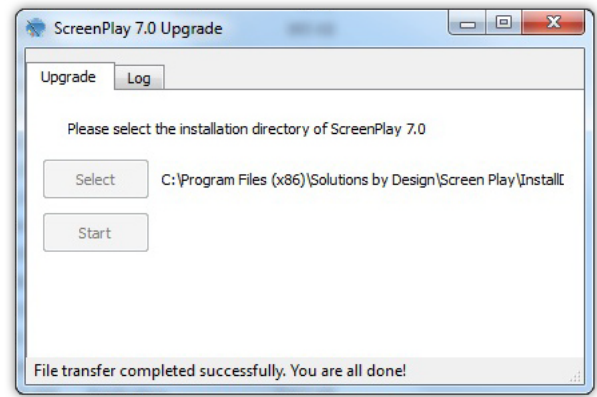 ScreenPlay 7.0 Upgrade
Upgrade
Log
Please select the installation directory of ScreenPlay 7.0
Select
C:\Program Files (x86)\Solutions by Design\Screen Play\Install
Start
File transfer completed successfully. You are all done!